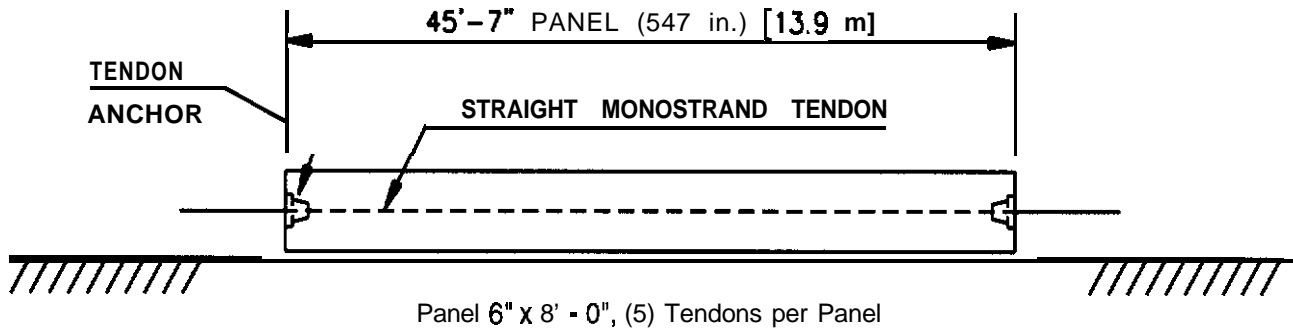 45'-7" PANEL (547 in.) [13.9 m]
TENDON
ANCHOR
STRAIGHT MONOSTRAND TENDON
Panel 6" x 8' - 0", (5) Tendons per Panel